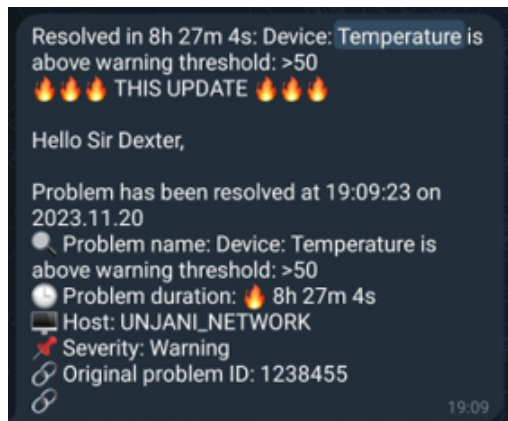 Resolved in 8h 27m 4s: Device: Temperature is
above warning threshold: >50
🔥🔥🔥 THIS UPDATE 🔥🔥🔥
Hello Sir Dexter,
Problem has been resolved at 19:09:23 on
2023.11.20
🔍 Problem name: Device: Temperature is
above warning threshold: >50
🕒 Problem duration: 🔥 8h 27m 4s
🖥 Host: UNJANI_NETWORK
📌 Severity: Warning
🔗 Original problem ID: 1238455
🔗
19:09